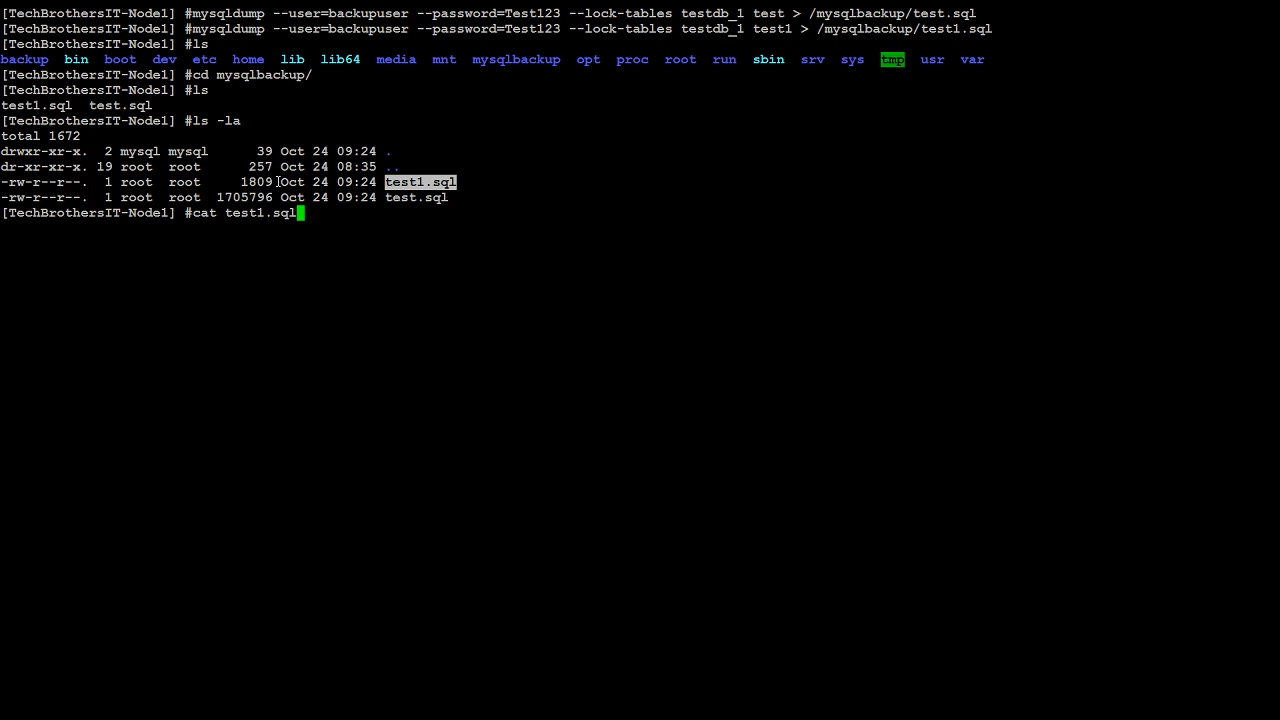 [TechBrothersIT-Node1] #mysqldump --user=backupuser --password=Test123 --lock-tables testdb_1 test > /mysqlbackup/test.sql
[TechBrothersIT-Node1] #mysqldump --user=backupuser --password=Test123 --lock-tables testdb_1 test1 > /mysqlbackup/test1.sql
[TechBrothersIT-Node1] #ls
backup  bin  boot  dev  etc  home  lib  lib64  media  mnt  mysqlbackup  opt  proc  root  run  sbin  srv  sys  tmp  usr  var
[TechBrothersIT-Node1] #cd mysqlbackup/
[TechBrothersIT-Node1] #ls
test1.sql  test.sql
[TechBrothersIT-Node1] #ls -la
total 1672
drwxr-xr-x.  2 mysql mysql      39 Oct 24 09:24 .
dr-xr-xr-x. 19 root  root      257 Oct 24 08:35 ..
-rw-r--r--.  1 root  root     1809 Oct 24 09:24 test1.sql
-rw-r--r--.  1 root  root  1705796 Oct 24 09:24 test.sql
[TechBrothersIT-Node1] #cat test1.sql